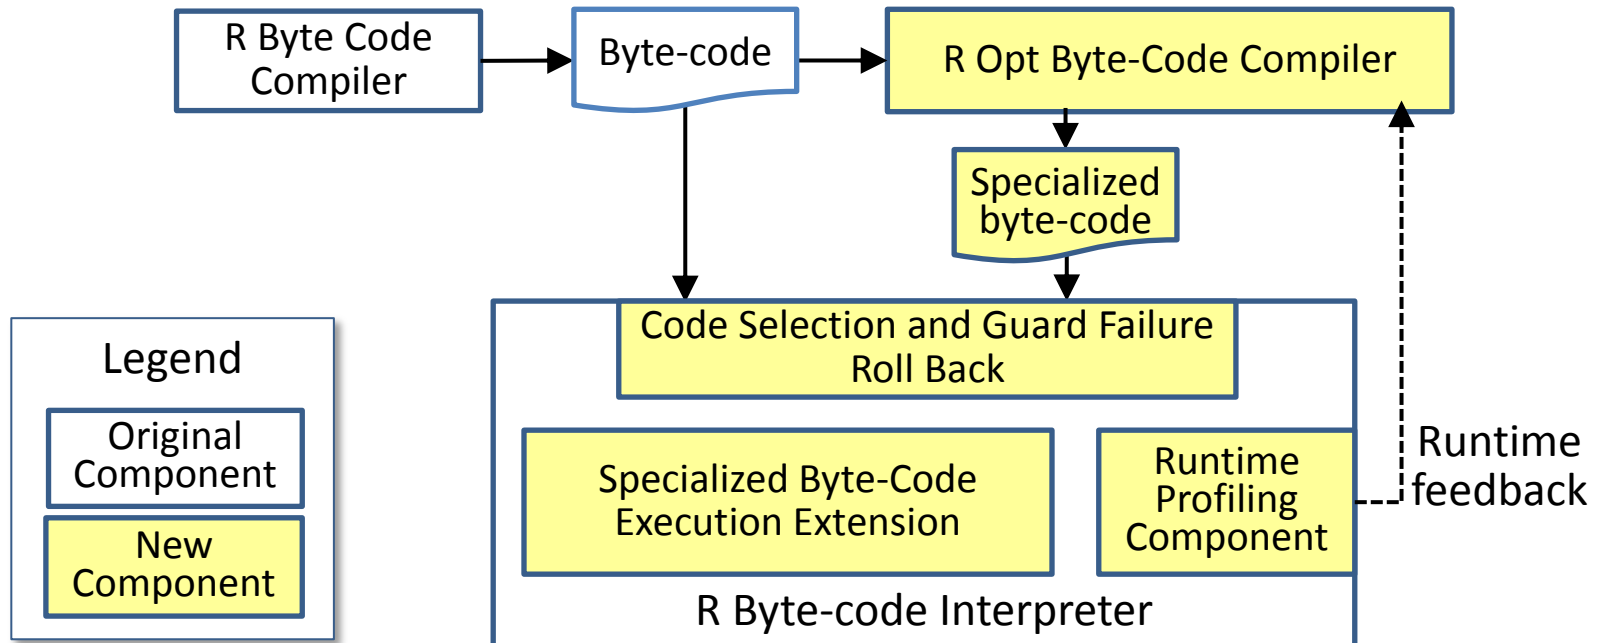 R Byte Code
Compiler
Byte-code
R Opt Byte-Code Compiler
Specialized
byte-code
Code Selection and Guard Failure
Roll Back
Legend
Original
Component
New
Component
Specialized Byte-Code
Execution Extension
Runtime
Profiling
Component
Runtime
feedback
R Byte-code Interpreter